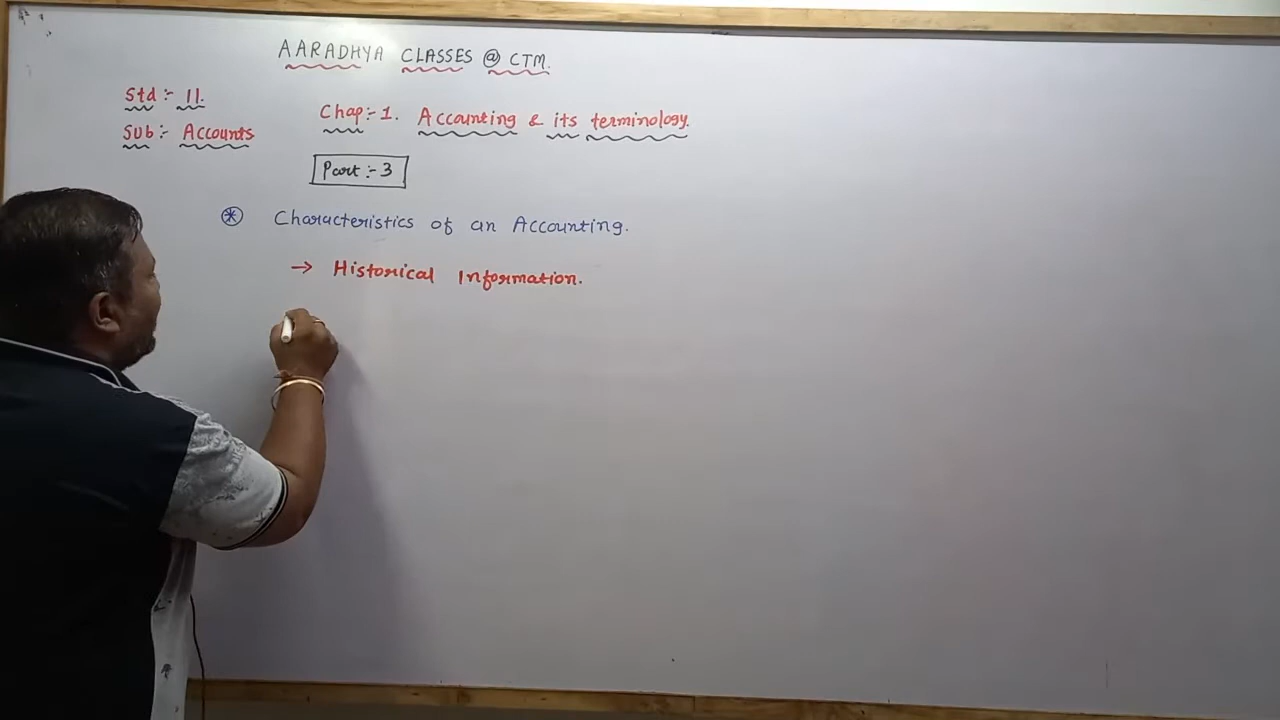 AARADHYA CLASSES @ CTM.
Std :- 11.
Sub :- Accounts
Chap :- 1. Accounting & its terminology.
Part :- 3
* Characteristics of an Accounting.
→ Historical Information.